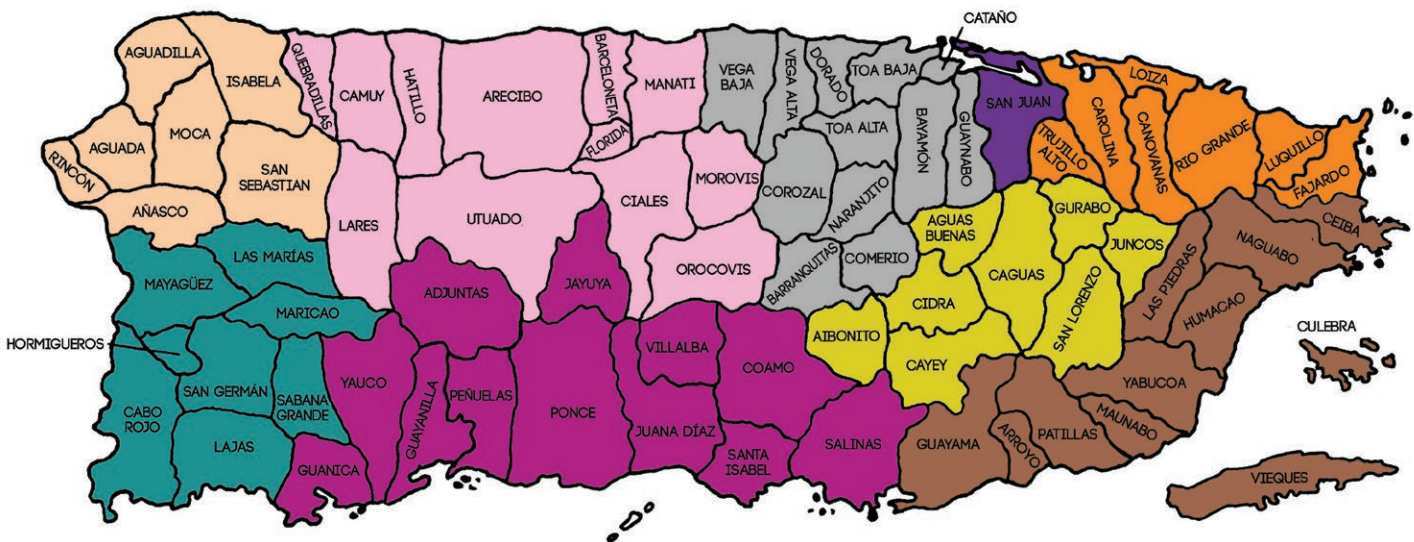 CATAÑO
AGUADILLA
ISABELA
QUEBRADILLAS
CAMUY
HATILLO
ARECIBO
BARCELONETA
MANATI
VEGA
BAJA
VEGA ALTA
DORADO
TOA BAJA
SAN JUAN
LOIZA
CAROLINA
CANOVANAS
RIO GRANDE
LUQUILLO
FAJARDO
CEIBA
MOCA
AGUADA
RINCÓN
AÑASCO
SAN
SEBASTIAN
FLORIDA
TOA ALTA
BAYAMÓN
GUAYNABO
TRUJILLO
ALTO
LARES
UTUADO
CIALES
MOROVIS
COROZAL
NARANJITO
AGUAS
BUENAS
GURABO
JUNCOS
NAGUABO
LAS MARÍAS
MAYAGÜEZ
MARICAO
ADJUNTAS
JAYUYA
OROCOVIS
BARRANQUITAS
COMERIO
CIDRA
CAGUAS
SAN LORENZO
LAS PIEDRAS
HUMACAO
CULEBRA
HORMIGUEROS
SAN GERMÁN
SABANA
GRANDE
YAUCO
GUAYANILLA
PEÑUELAS
PONCE
VILLALBA
COAMO
AIBONITO
CAYEY
YABUCOA
CABO
ROJO
LAJAS
GUANICA
JUANA DÍAZ
SANTA
ISABEL
SALINAS
GUAYAMA
ARROYO
PATILLAS
MAUNABO
VIEQUES